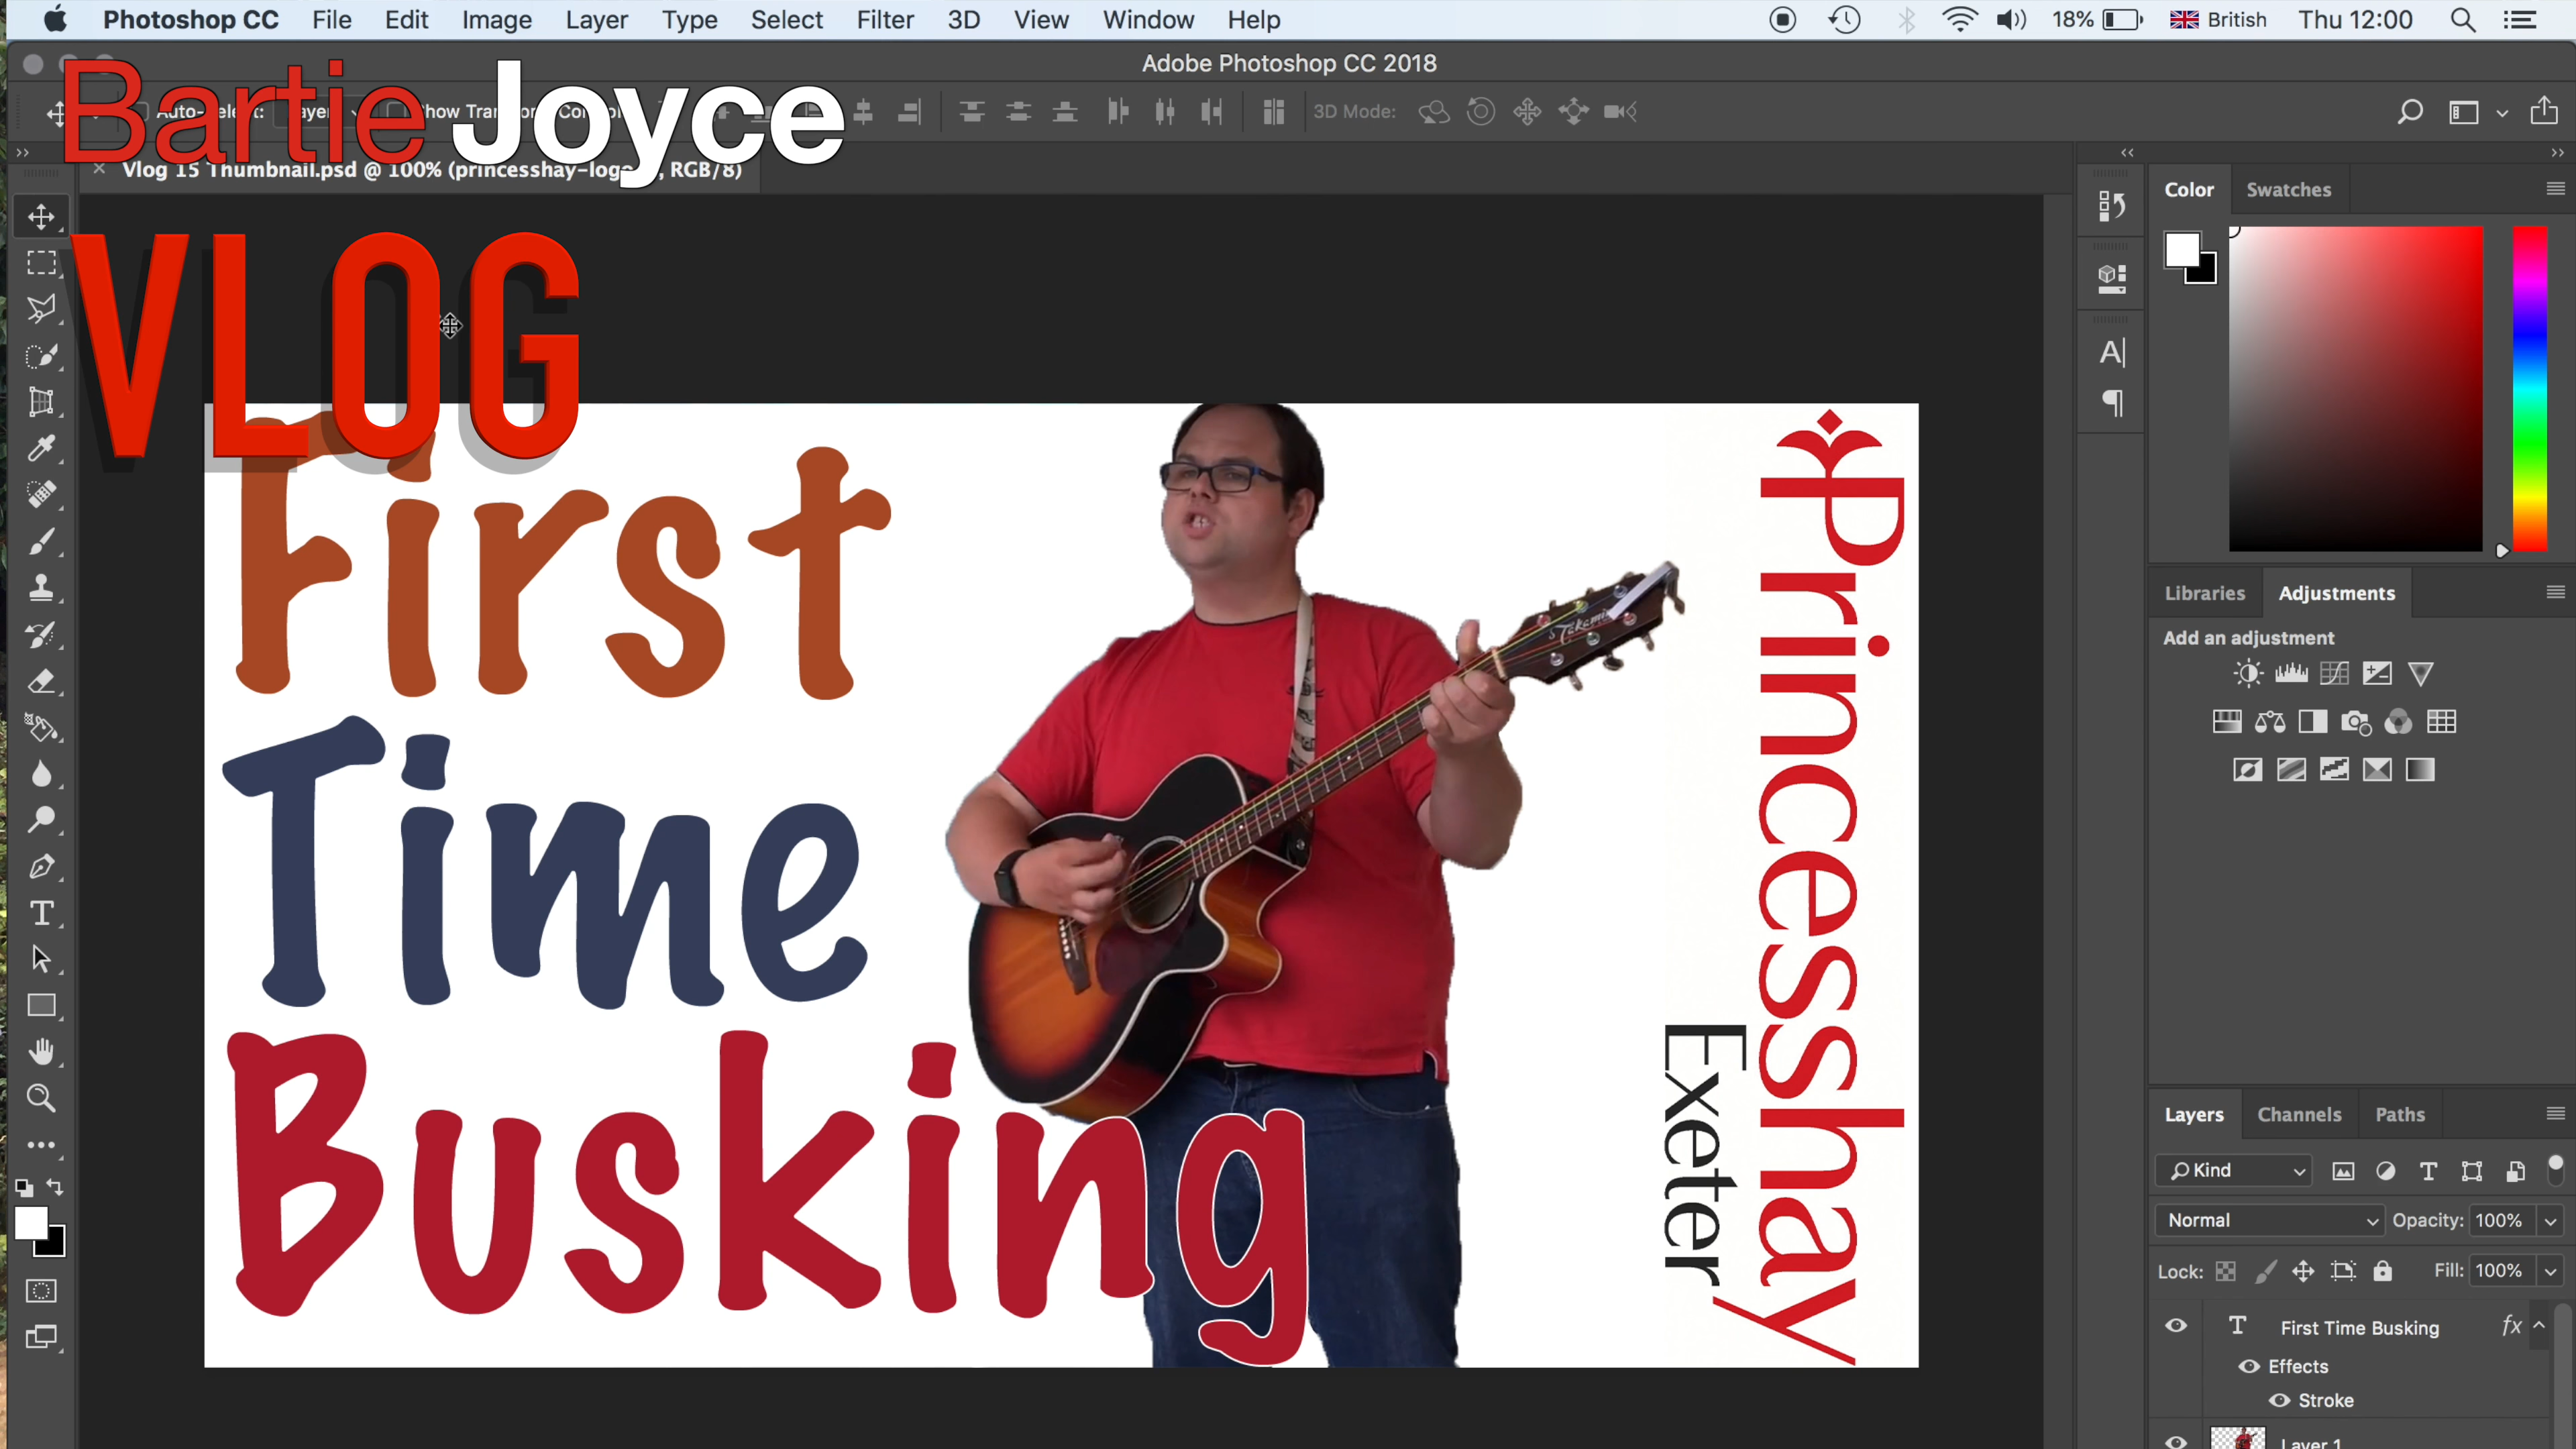 Photoshop CC File Edit Image Layer Type Select Filter 3D View Window Help 18% British Thu 12:00
Adobe Photoshop CC 2018
Bartie Joyce
3D Mode:
Vlog 15 Thumbnail.psd @ 100% RGB/8)
VLOG
First
Time
Busking
Takamine
Princesshay
Exeter
Color Swatches
Libraries Adjustments
Add an adjustment
Layers Channels Paths
Kind
Normal Opacity: 100%
Lock: Fill: 100%
First Time Busking fx
Effects
Stroke
Layer 1